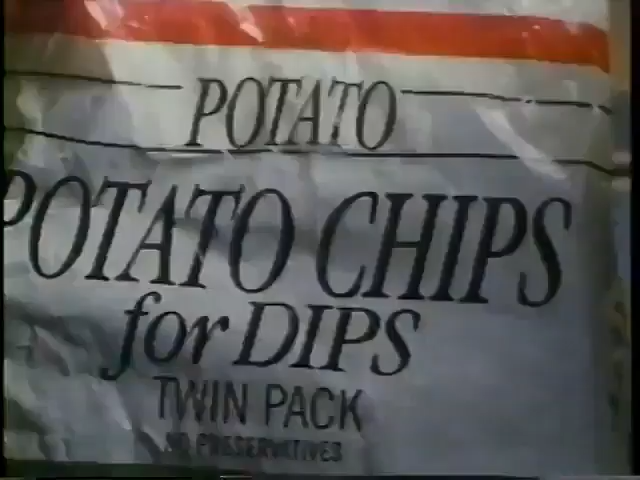 POTATO
POTATO CHIPS
for DIPS
TWIN PACK
NO PRESERVATIVES